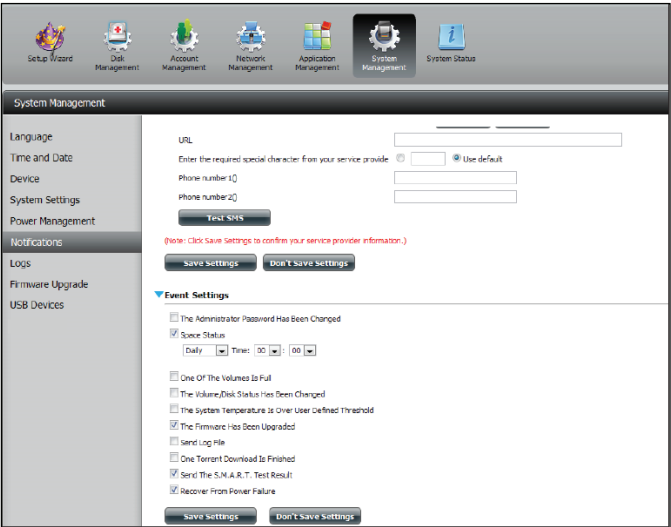 Setup Wizard
Disk Management
Account Management
Network Management
Application Management
System Management
System Status
i
System Management
Language
Time and Date
Device
System Settings
Power Management
Notifications
Logs
Firmware Upgrade
USB Devices
URL
Enter the required special character from your service provide Use default
Phone number1()
Phone number2()
Test SMS
(Note: Click Save Settings to confirm your service provider information.)
Save Settings Don't Save Settings
Event Settings
The Administrator Password Has Been Changed
Space Status
Daily Time: 00 : 00
One Of The Volumes Is Full
The Volume/Disk Status Has Been Changed
The System Temperature Is Over User Defined Threshold
The Firmware Has Been Upgraded
Send Log File
One Torrent Download Is Finished
Send The S.M.A.R.T. Test Result
Recover From Power Failure
Save Settings Don't Save Settings